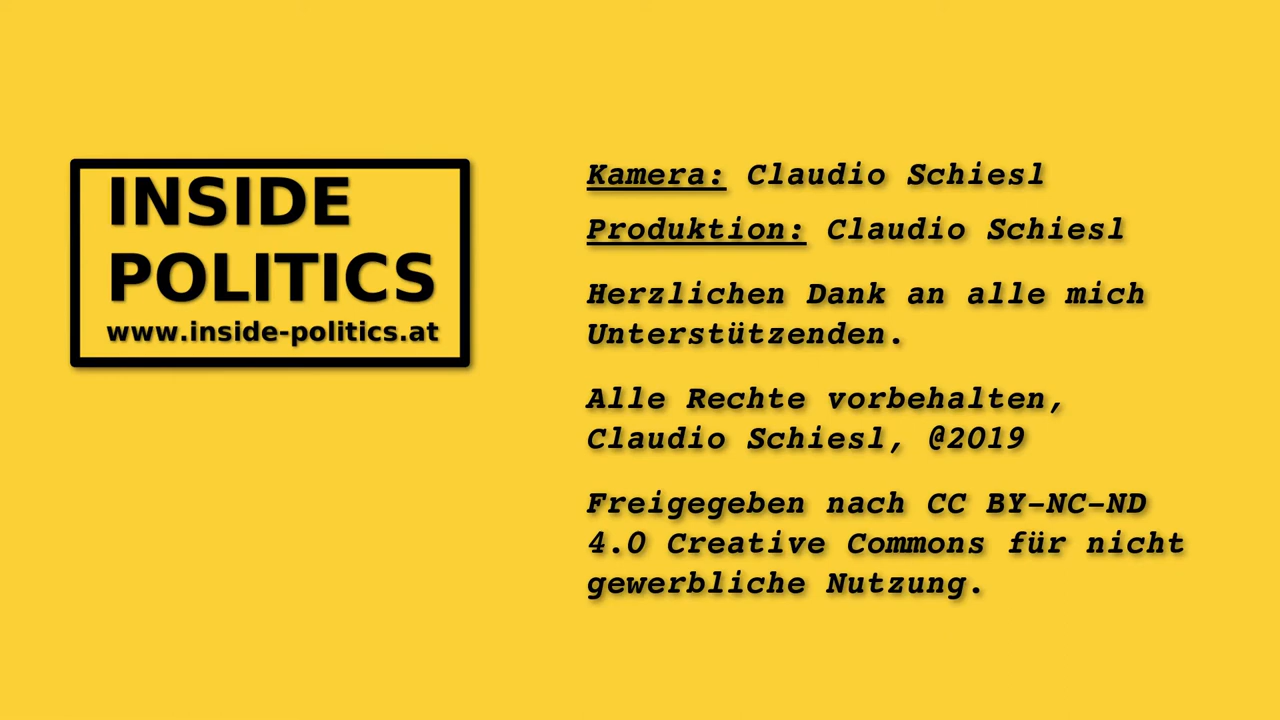 INSIDE
POLITICS
www.inside-politics.at
Kamera: Claudio Schiesl
Produktion: Claudio Schiesl
Herzlichen Dank an alle mich
Unterstützenden.
Alle Rechte vorbehalten,
Claudio Schiesl, @2019
Freigegeben nach CC BY-NC-ND
4.0 Creative Commons für nicht
gewerbliche Nutzung.